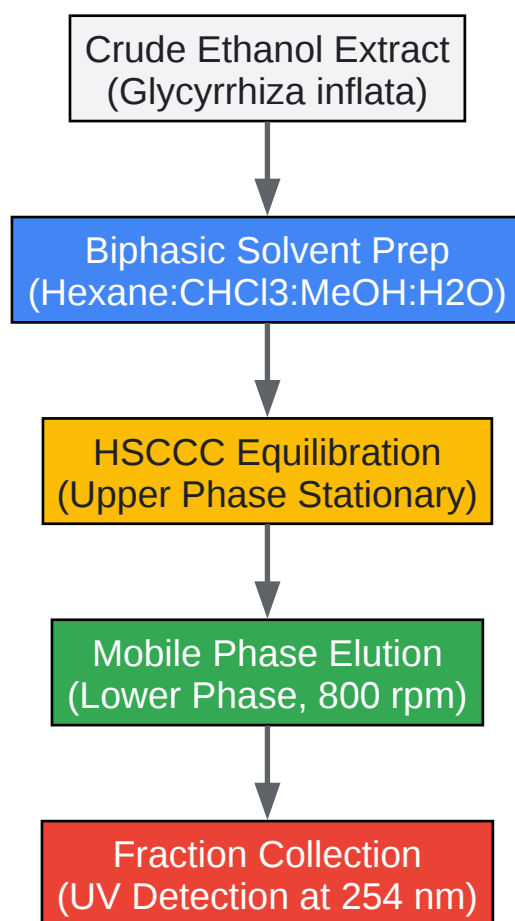 Crude Ethanol Extract
(Glycyrrhiza inflata)
Biphasic Solvent Prep
(Hexane:CHCl3:MeOH:H2O)
HSCCC Equilibration
(Upper Phase Stationary)
Mobile Phase Elution
(Lower Phase, 800 rpm)
Fraction Collection
(UV Detection at 254 nm)